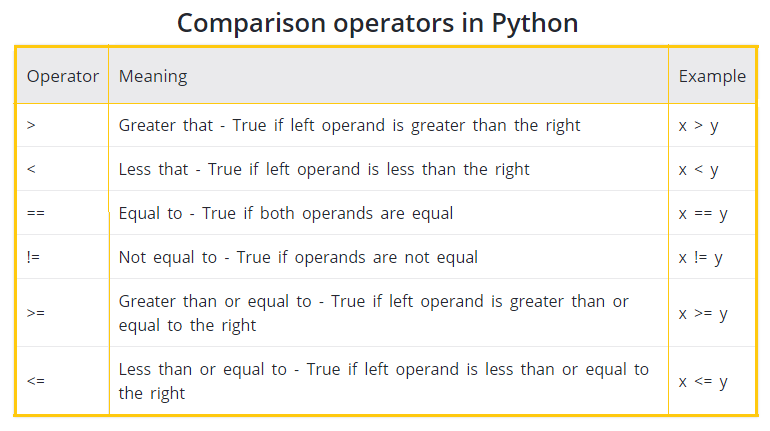 Comparison operators in Python
Operator Meaning Example
> Greater that - True if left operand is greater than the right x > y
< Less that - True if left operand is less than the right x < y
== Equal to - True if both operands are equal x == y
!= Not equal to - True if operands are not equal x != y
>= Greater than or equal to - True if left operand is greater than or
equal to the right x >= y
<= Less than or equal to - True if left operand is less than or equal to
the right x <= y